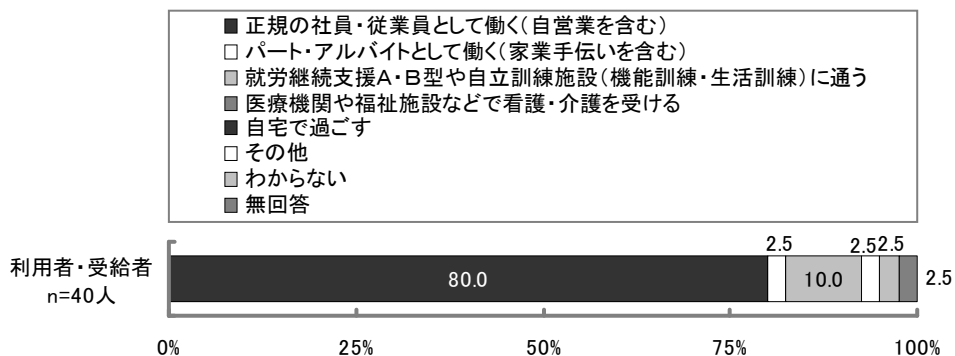 ■ 正規の社員・従業員として働く(自営業を含む)
□ パート・アルバイトとして働く(家業手伝いを含む)
■ 就労継続支援A・B型や自立訓練施設(機能訓練・生活訓練)に通う
■ 医療機関や福祉施設などで看護・介護を受ける
■ 自宅で過ごす
□ その他
■ わからない
■ 無回答
2.5 2.5 2.5
利用者・受給者 80.0 10.0 2.5
n=40人
0% 25% 50% 75% 100%